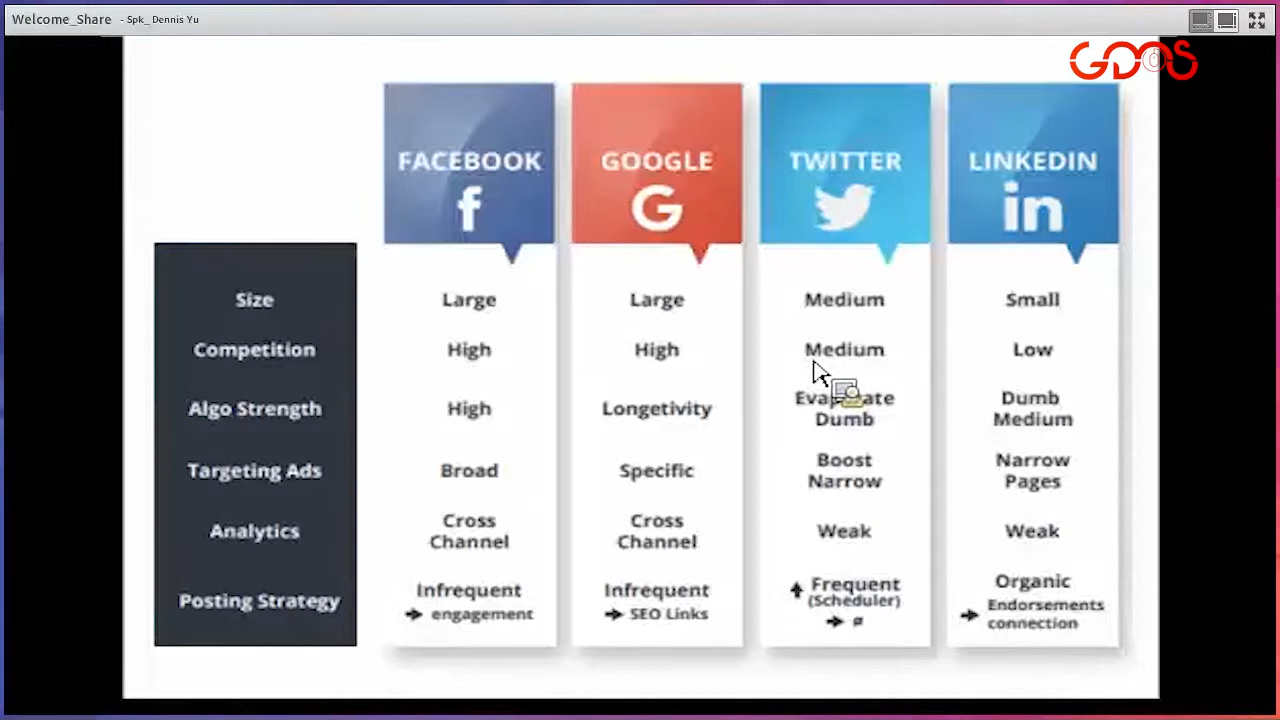 Welcome_Share - Spk_ Dennis Yu
GDDS
FACEBOOK GOOGLE TWITTER LINKEDIN
f G in
Size Large Large Medium Small
Competition High High Medium Low
Algo Strength High Longetivity Dumb Dumb Medium
Targeting Ads Broad Specific Boost Narrow Narrow Pages
Analytics Cross Channel Cross Channel Weak Weak
Posting Strategy Infrequent Infrequent Frequent Organic
engagement SEO Links (Scheduler) Endorsements connection
ø